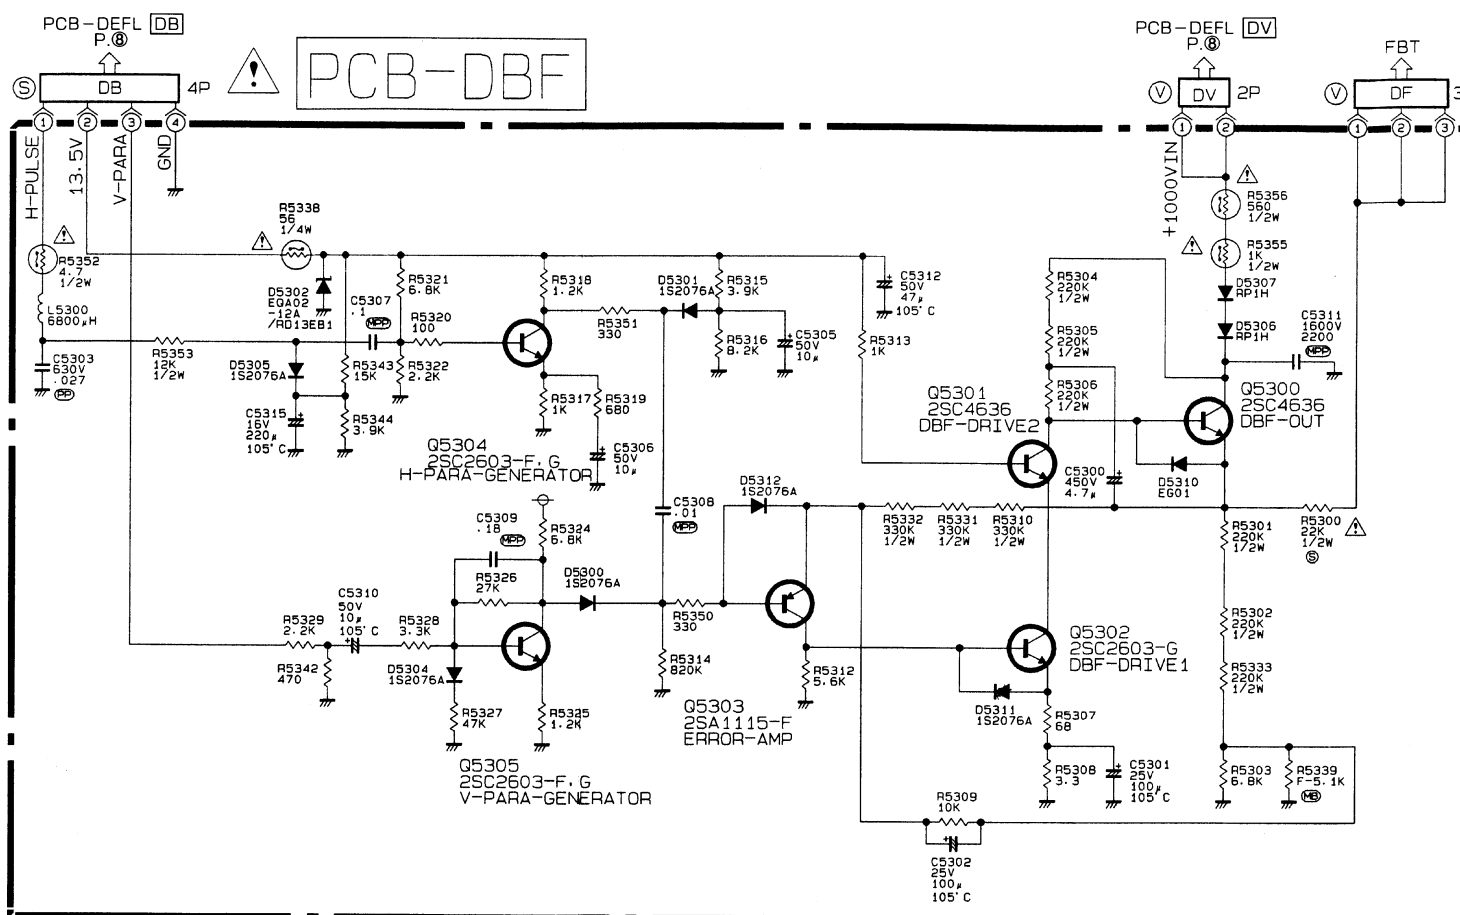 PCB-DEFL DB
P.⑧
S
DB
4P
PCB-DBF
1
2
3
4
H-PULSE
13.5V
V-PARA
GND
PCB-DEFL DV
P.⑧
V
DV
2P
1
2
+1000VIN
FBT
V
DF
3
1
2
3
R5352
4.7
1/2W
L5300
6800μH
C5303
630V
.027
PP
R5353
12K
1/2W
R5338
56
1/4W
D5302
EQA02
-12A
/RD13EB1
D5305
1S2076A
C5315
16V
220μ
105°C
R5343
15K
R5344
3.9K
C5307
.1
MPP
R5321
6.8K
R5320
100
R5322
2.2K
Q5304
2SC2603-F.G
H-PARA-GENERATOR
R5318
1.2K
R5317
1K
R5319
680
C5306
50V
10μ
R5351
330
D5301
1S2076A
R5315
3.9K
R5316
8.2K
C5305
50V
10μ
C5312
50V
47μ
105°C
R5313
1K
C5308
.01
MPP
D5312
1S2076A
R5332
330K
1/2W
R5331
330K
1/2W
R5310
330K
1/2W
Q5301
2SC4636
DBF-DRIVE2
R5304
220K
1/2W
R5305
220K
1/2W
R5306
220K
1/2W
C5300
450V
4.7μ
R5356
560
1/2W
R5355
1K
1/2W
D5307
RP1H
D5306
RP1H
C5311
1600V
2200
MPP
Q5300
2SC4636
DBF-OUT
D5310
EG01
R5301
220K
1/2W
R5300
22K
1/2W
S
R5302
220K
1/2W
R5333
220K
1/2W
R5303
6.8K
R5339
F-5.1K
MB
C5309
.18
MPP
R5324
6.8K
R5326
27K
D5300
1S2076A
R5329
2.2K
R5342
470
C5310
50V
10μ
105°C
R5328
3.3K
D5304
1S2076A
R5327
47K
R5325
1.2K
Q5305
2SC2603-F.G
V-PARA-GENERATOR
R5350
330
R5314
820K
Q5303
2SA1115-F
ERROR-AMP
R5312
5.6K
Q5302
2SC2603-G
DBF-DRIVE1
D5311
1S2076A
R5307
68
R5308
3.3
C5301
25V
100μ
105°C
R5309
10K
C5302
25V
100μ
105°C